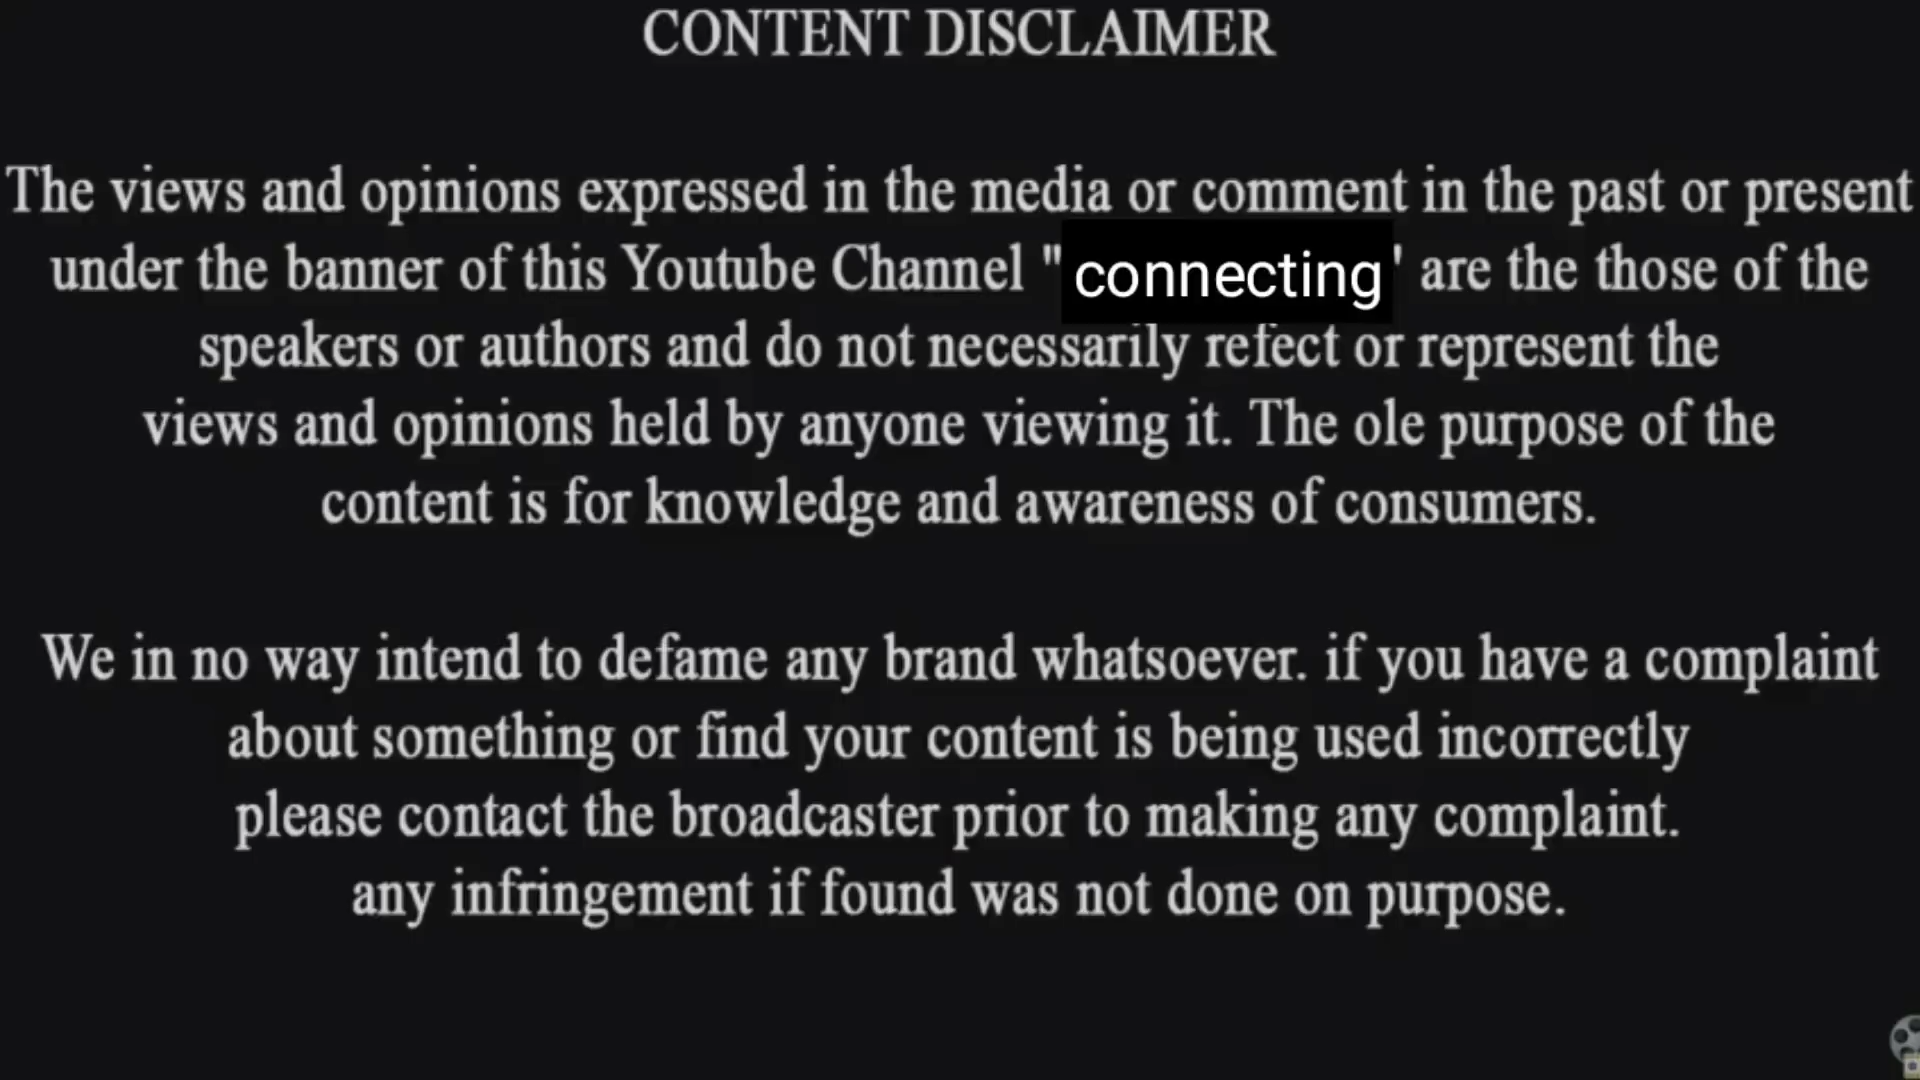 CONTENT DISCLAIMER
The views and opinions expressed in the media or comment in the past or present
under the banner of this Youtube Channel "connecting' are the those of the
speakers or authors and do not necessarily refect or represent the
views and opinions held by anyone viewing it. The ole purpose of the
content is for knowledge and awareness of consumers.
We in no way intend to defame any brand whatsoever. if you have a complaint
about something or find your content is being used incorrectly
please contact the broadcaster prior to making any complaint.
any infringement if found was not done on purpose.